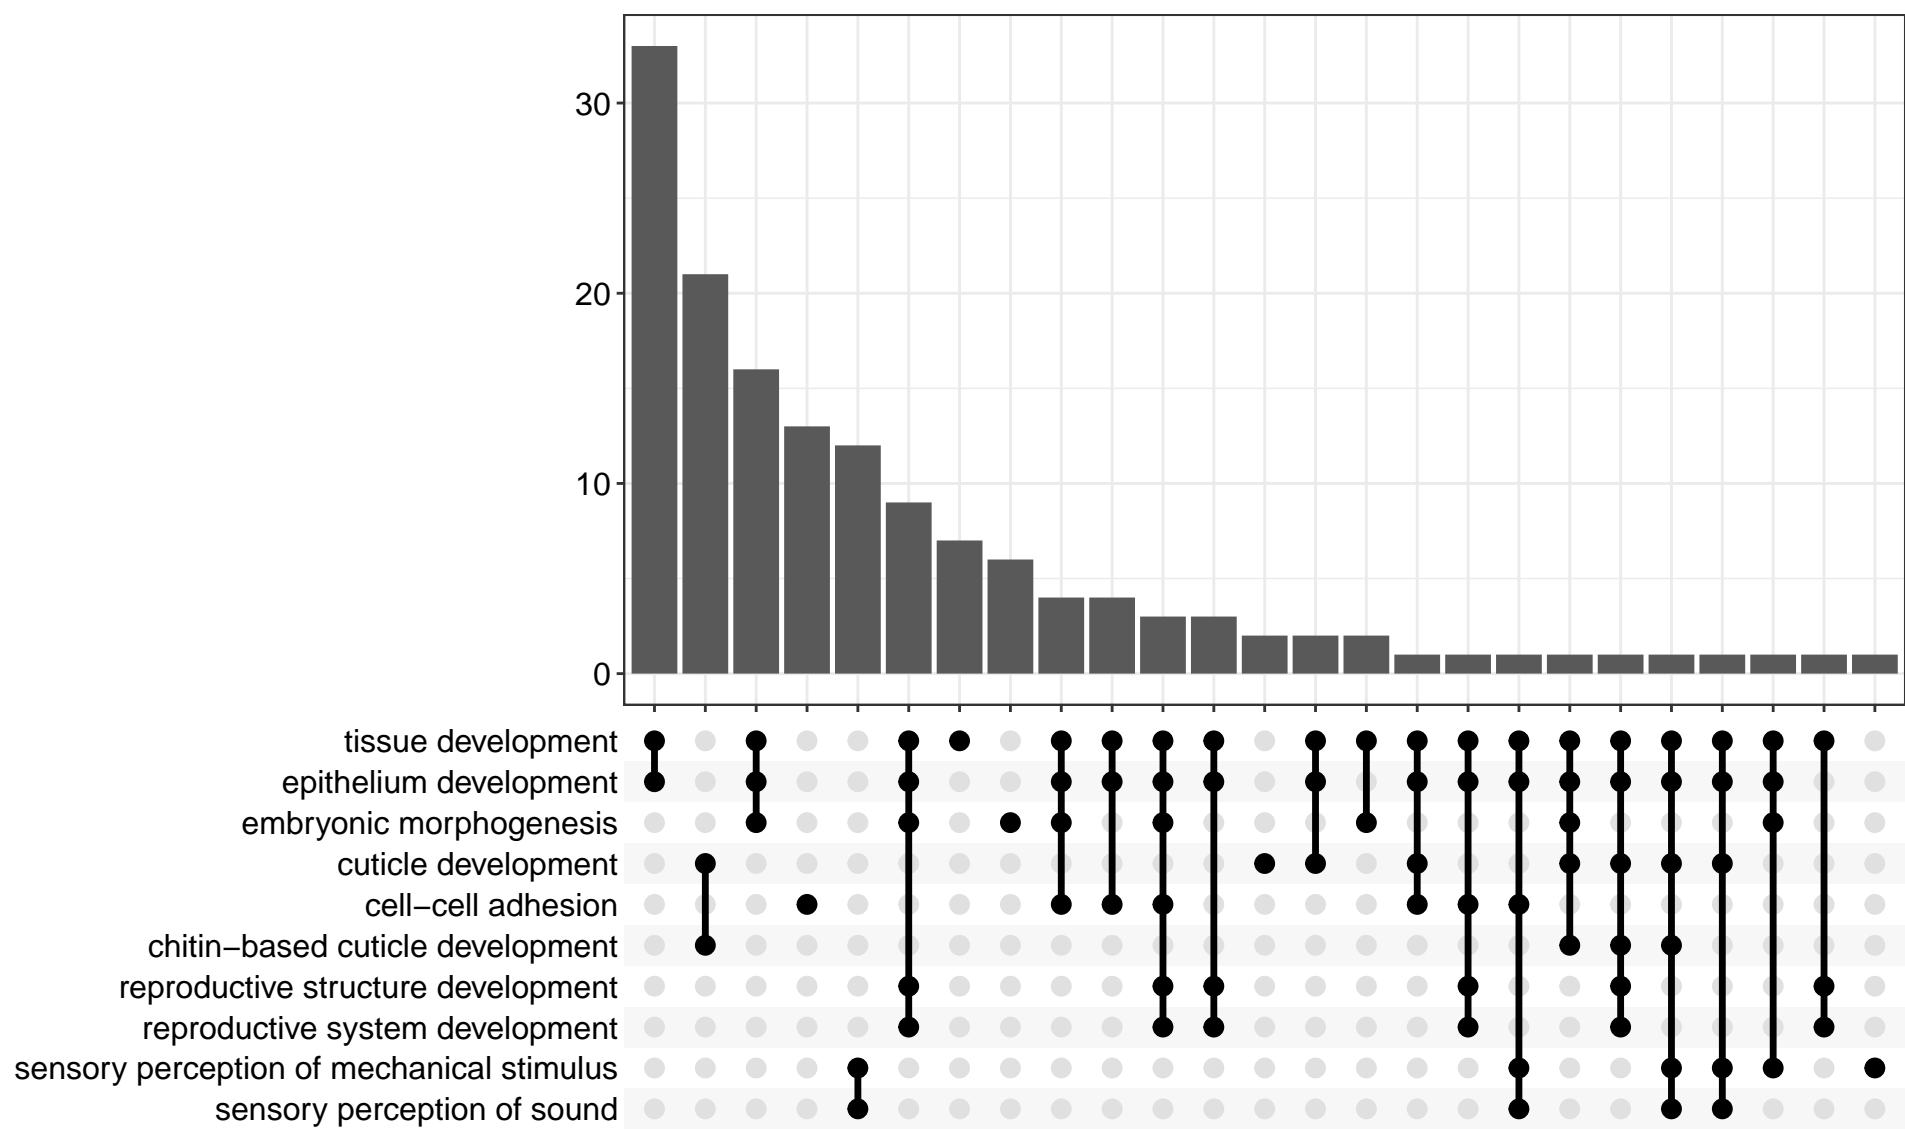 30
20
10
0
tissue development
epithelium development
embryonic morphogenesis
cuticle development
cell−cell adhesion
chitin−based cuticle development
reproductive structure development
reproductive system development
sensory perception of mechanical stimulus
sensory perception of sound